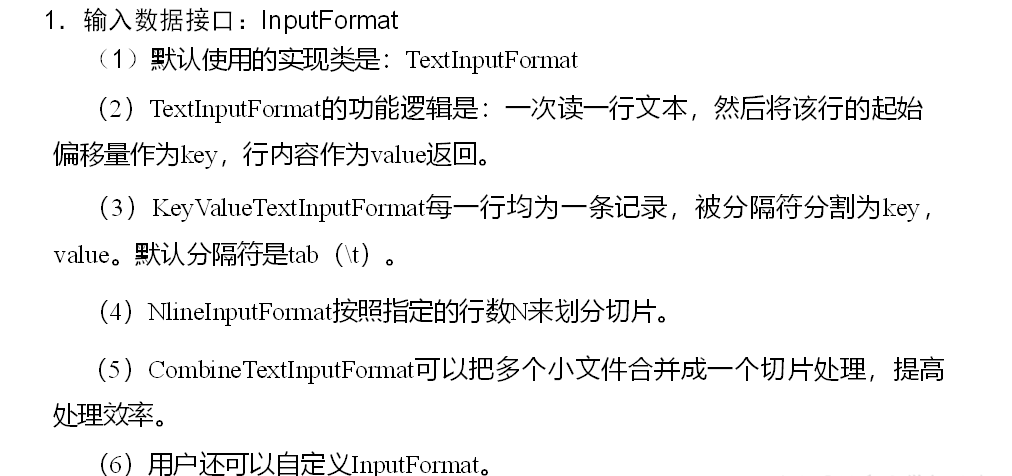 1．输入数据接口：InputFormat
（1）默认使用的实现类是：TextInputFormat
（2）TextInputFormat的功能逻辑是：一次读一行文本，然后将该行的起始
偏移量作为key，行内容作为value返回。
（3）KeyValueTextInputFormat每一行均为一条记录，被分隔符分割为key，
value。默认分隔符是tab（\t）。
（4）NlineInputFormat按照指定的行数N来划分切片。
（5）CombineTextInputFormat可以把多个小文件合并成一个切片处理，提高
处理效率。
（6）用户还可以自定义InputFormat。